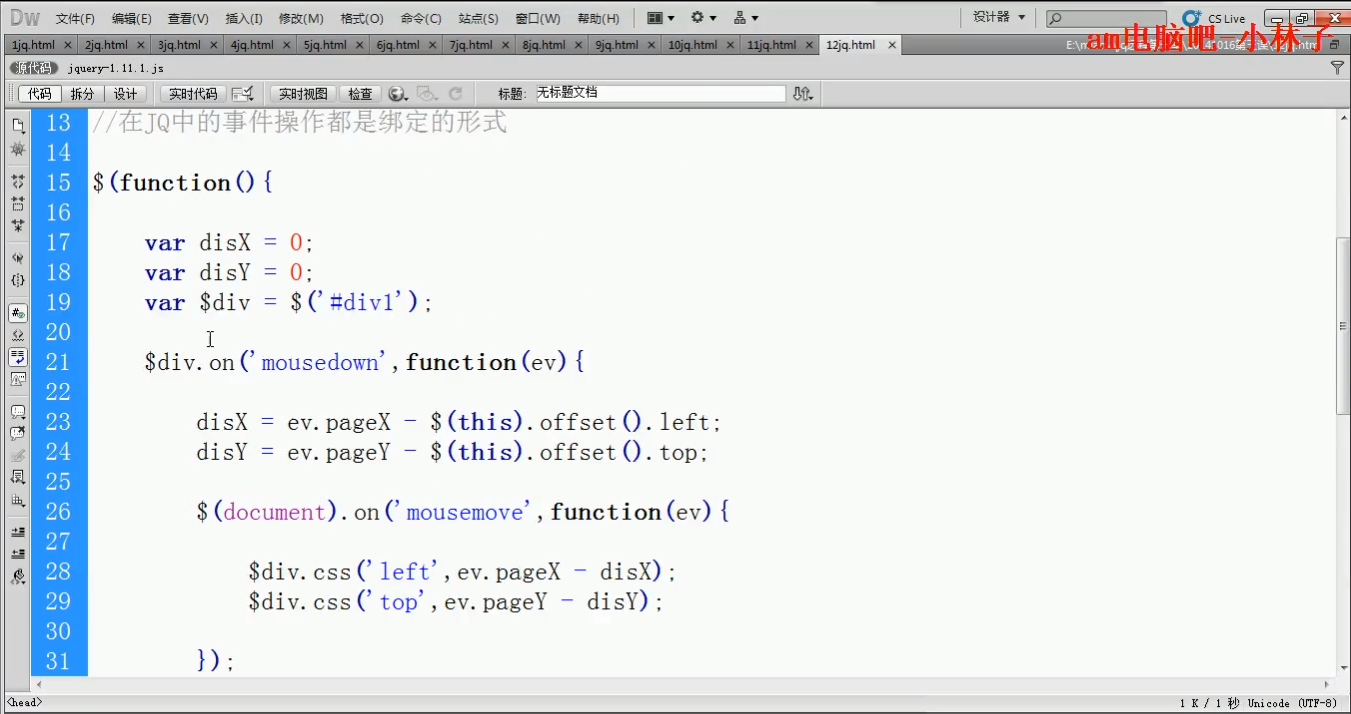 Dw 文件(F) 编辑(E) 查看(V) 插入(I) 修改(M) 格式(O) 命令(C) 站点(S) 窗口(W) 帮助(H) 设计器 CS Live
am电脑吧-小林子
1jq.html 2jq.html 3jq.html 4jq.html 5jq.html 6jq.html 7jq.html 8jq.html 9jq.html 10jq.html 11jq.html 12jq.html
源代码 jquery-1.11.1.js
代码 拆分 设计 实时代码 实时视图 检查 标题: 无标题文档
13 //在JQ中的事件操作都是绑定的形式
14
15 $(function(){
16
17 var disX = 0;
18 var disY = 0;
19 var $div = $('#div1');
20
21 $div.on('mousedown',function(ev){
22
23 disX = ev.pageX - $(this).offset().left;
24 disY = ev.pageY - $(this).offset().top;
25
26 $(document).on('mousemove',function(ev){
27
28 $div.css('left',ev.pageX - disX);
29 $div.css('top',ev.pageY - disY);
30
31 });
<head> 1 K / 1 秒 Unicode (UTF-8)